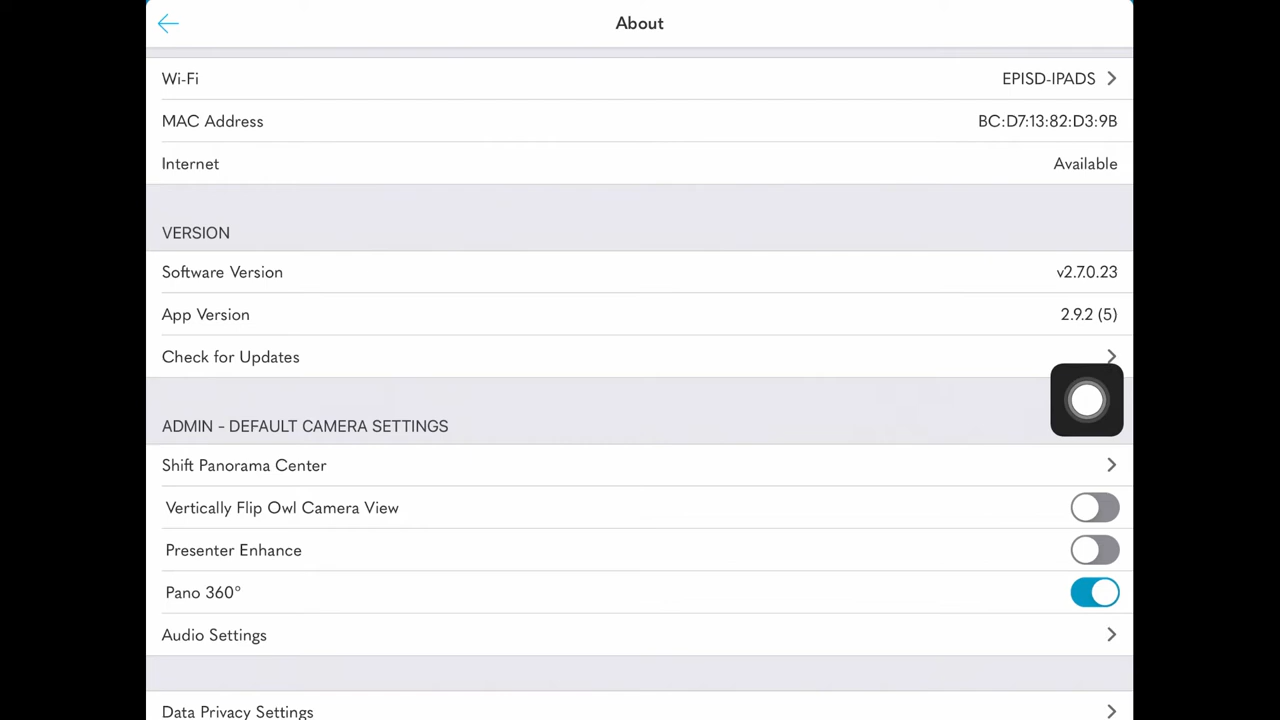 About
Wi-Fi EPISD-IPADS
MAC Address BC:D7:13:82:D3:9B
Internet Available
VERSION
Software Version v2.7.0.23
App Version 2.9.2 (5)
Check for Updates
ADMIN - DEFAULT CAMERA SETTINGS
Shift Panorama Center
Vertically Flip Owl Camera View
Presenter Enhance
Pano 360°
Audio Settings
Data Privacy Settings